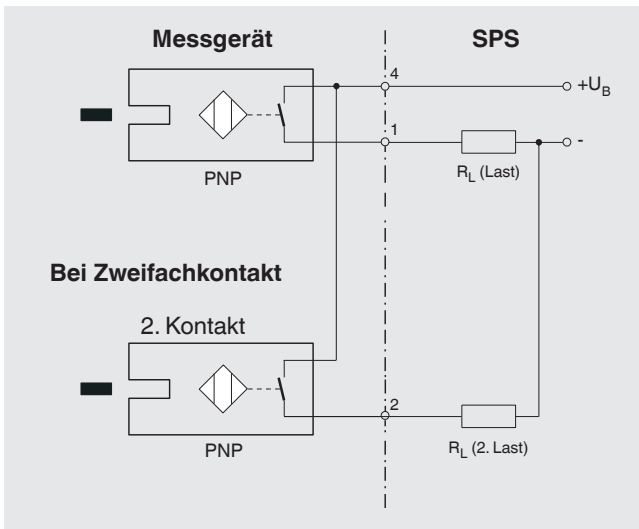 Messgerät
SPS
4
+U_B
1
-
PNP
R_L (Last)
Bei Zweifachkontakt
2. Kontakt
2
PNP
R_L (2. Last)